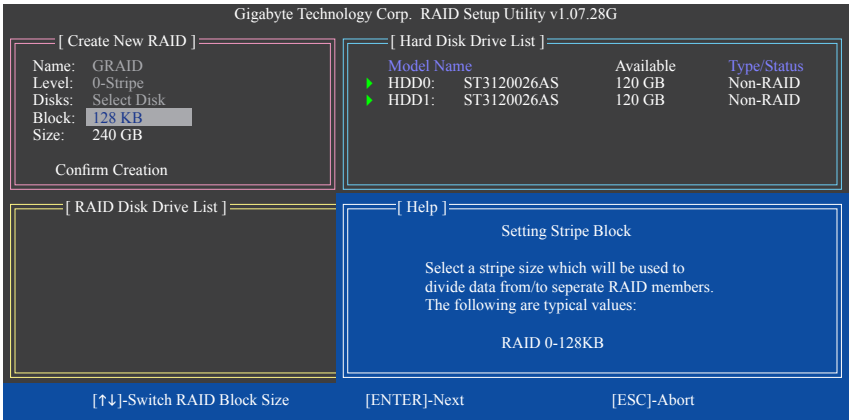 Gigabyte Technology Corp. RAID Setup Utility v1.07.28G
[ Create New RAID ]
Name: GRAID
Level: 0-Stripe
Disks: Select Disk
Block: 128 KB
Size: 240 GB
Confirm Creation
[ Hard Disk Drive List ]
Model Name Available Type/Status
HDD0: ST3120026AS 120 GB Non-RAID
HDD1: ST3120026AS 120 GB Non-RAID
[ RAID Disk Drive List ]
[ Help ]
Setting Stripe Block
Select a stripe size which will be used to
divide data from/to seperate RAID members.
The following are typical values:
RAID 0-128KB
[↑↓]-Switch RAID Block Size [ENTER]-Next [ESC]-Abort